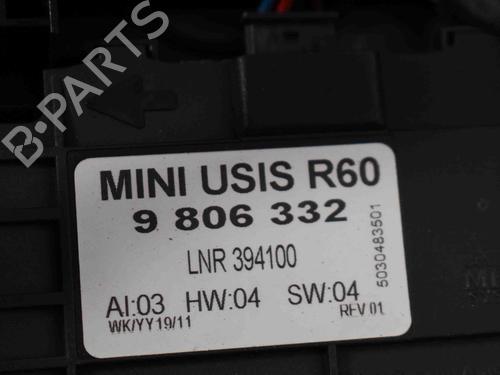 B-PARTS
MINI USIS R60
9 806 332
LNR 394100
AI:03 HW:04 SW:04
WK/YY19/11 REV 01
5030483501